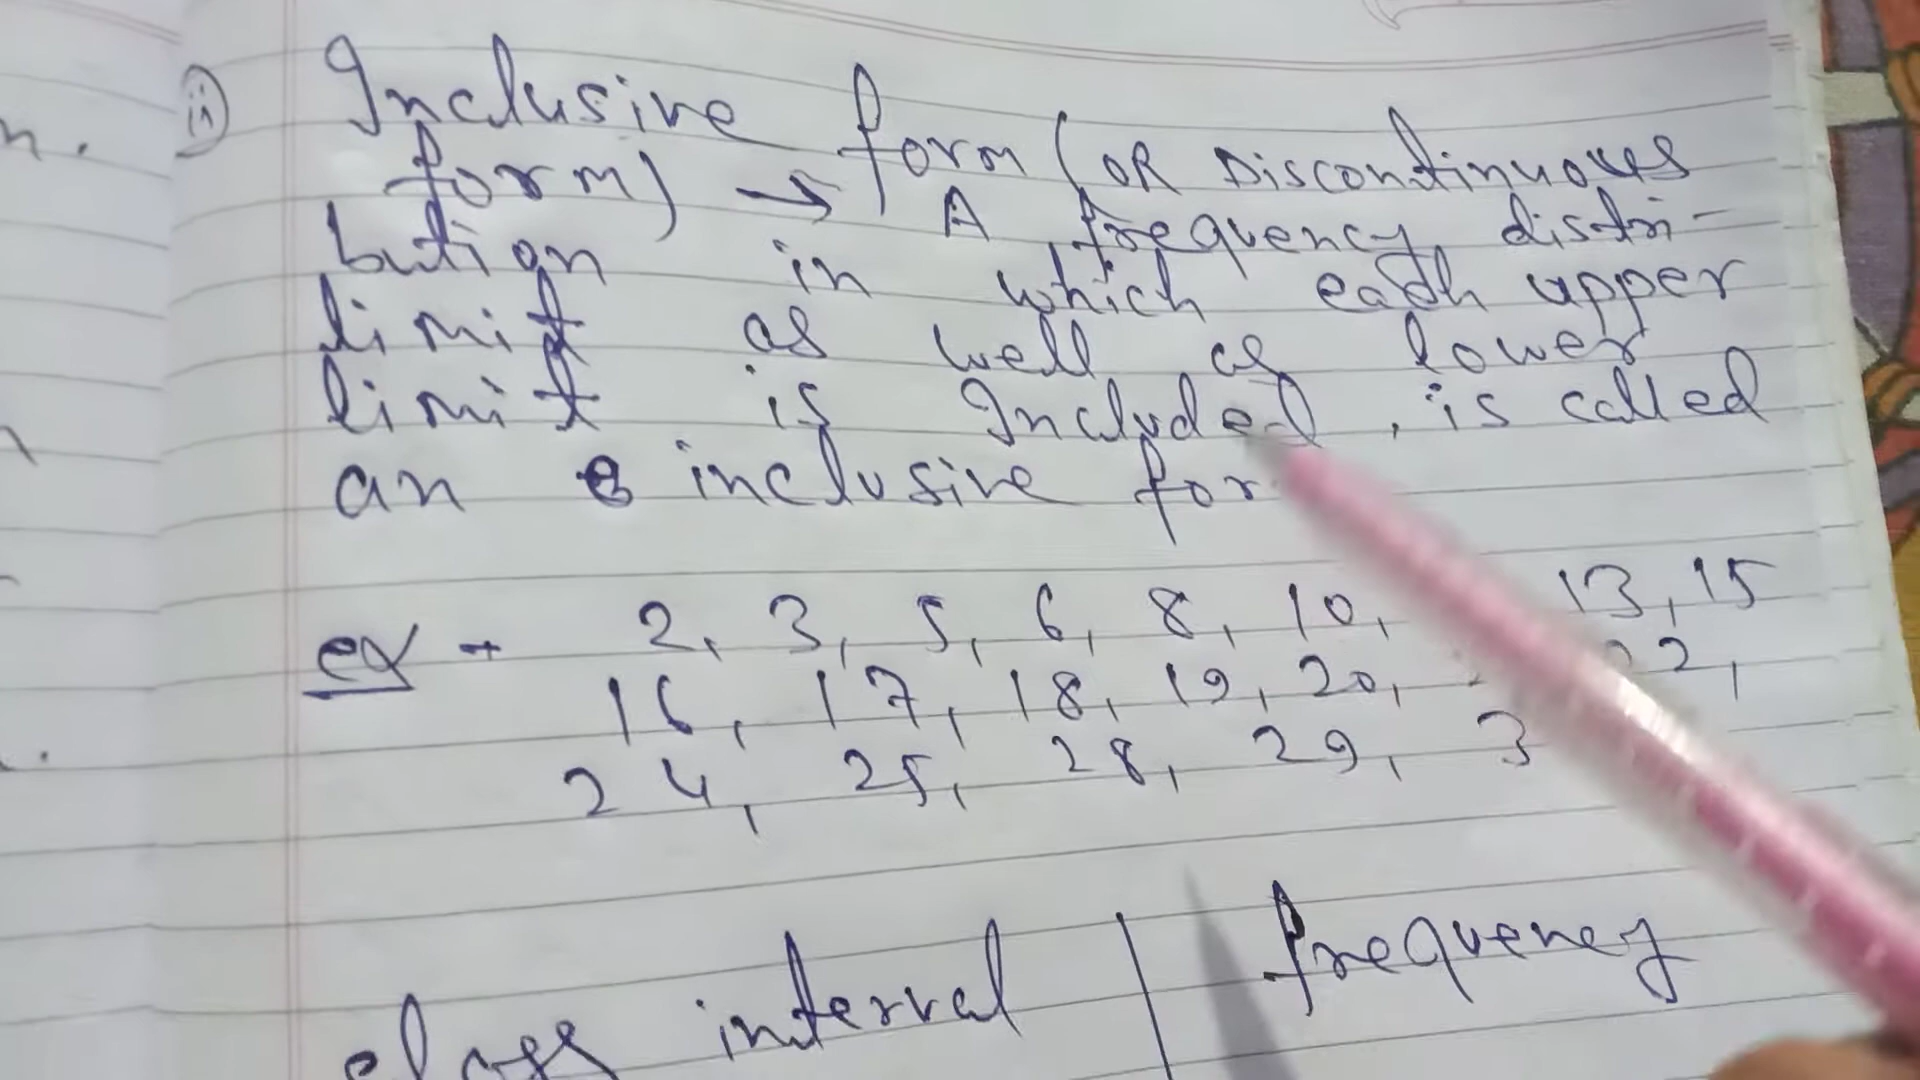 n.
ii) Inclusive form (OR Discontinuous
form) → A frequency distri-
bution in which each upper
limit as well as lower
limit is Included, is called
an inclusive for
ex → 2, 3, 5, 6, 8, 10, 13, 15
16, 17, 18, 19, 20, 22,
24, 25, 28, 29, 3
class interval | frequency